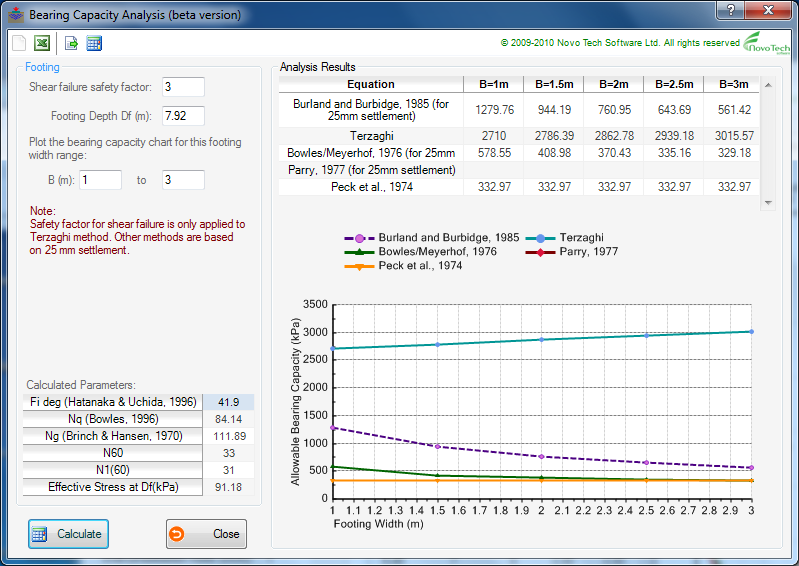 Bearing Capacity Analysis (beta version)
© 2009-2010 Novo Tech Software Ltd. All rights reserved
NovoTech
Footing
Shear failure safety factor: 3
Footing Depth Df (m): 7.92
Plot the bearing capacity chart for this footing
width range:
B (m): 1 to 3
Note:
Safety factor for shear failure is only applied to
Terzaghi method. Other methods are based
on 25 mm settlement.
Calculated Parameters:
Fi deg (Hatanaka & Uchida, 1996) 41.9
Nq (Bowles, 1996) 84.14
Ng (Brinch & Hansen, 1970) 111.89
N60 33
N1(60) 31
Effective Stress at Df(kPa) 91.18
Calculate
Close
Analysis Results
Equation B=1m B=1.5m B=2m B=2.5m B=3m
Burland and Burbidge, 1985 (for
25mm settlement) 1279.76 944.19 760.95 643.69 561.42
Terzaghi 2710 2786.39 2862.78 2939.18 3015.57
Bowles/Meyerhof, 1976 (for 25mm 578.55 408.98 370.43 335.16 329.18
Parry, 1977 (for 25mm settlement)
Peck et al., 1974 332.97 332.97 332.97 332.97 332.97
Burland and Burbidge, 1985 Terzaghi
Bowles/Meyerhof, 1976 Parry, 1977
Peck et al., 1974
Allowable Bearing Capacity (kPa)
3500
3000
2500
2000
1500
1000
500
0
1 1.1 1.2 1.3 1.4 1.5 1.6 1.7 1.8 1.9 2 2.1 2.2 2.3 2.4 2.5 2.6 2.7 2.8 2.9 3
Footing Width (m)